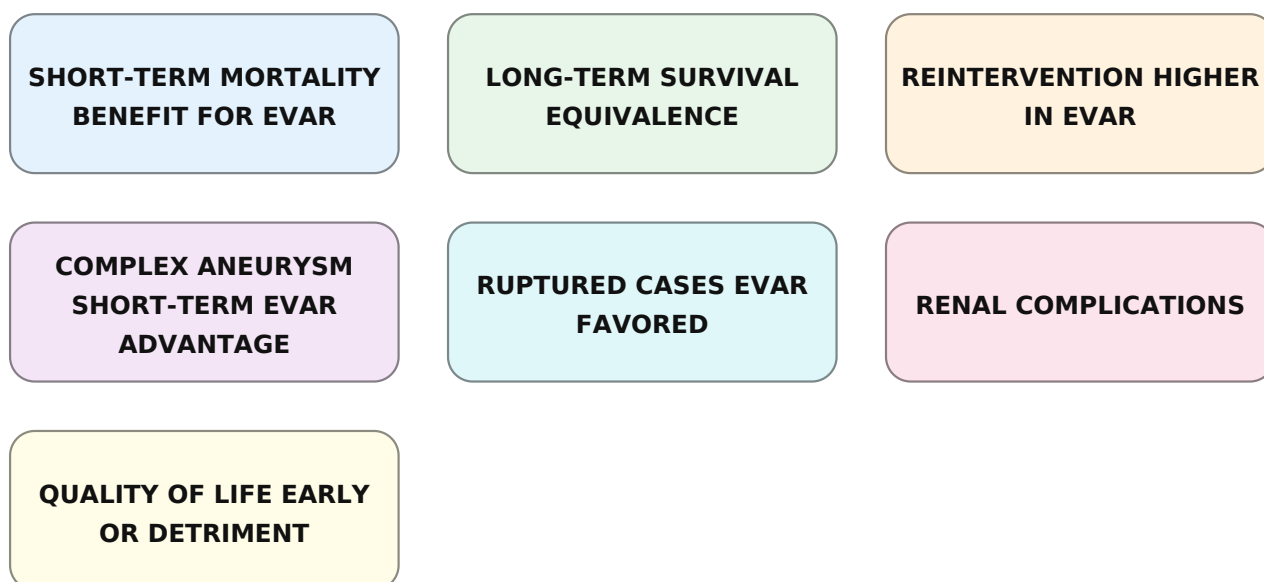 SHORT-TERM MORTALITY
BENEFIT FOR EVAR
LONG-TERM SURVIVAL
EQUIVALENCE
REINTERVENTION HIGHER
IN EVAR
COMPLEX ANEURYSM
SHORT-TERM EVAR
ADVANTAGE
RUPTURED CASES EVAR
FAVORED
RENAL COMPLICATIONS
QUALITY OF LIFE EARLY
OR DETRIMENT